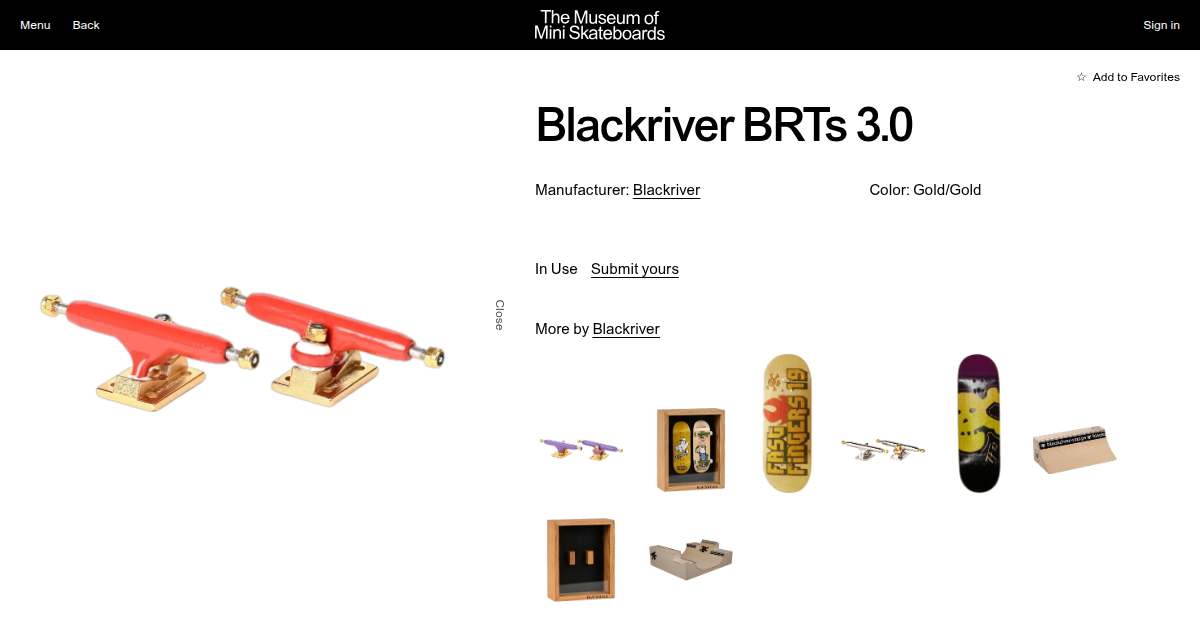 Menu
Back
The Museum of
Mini Skateboards
Sign in
☆ Add to Favorites
Blackriver BRTs 3.0
Manufacturer: Blackriver
Color: Gold/Gold
In Use
Submit yours
Close
More by Blackriver
FAST
FINGERS 19